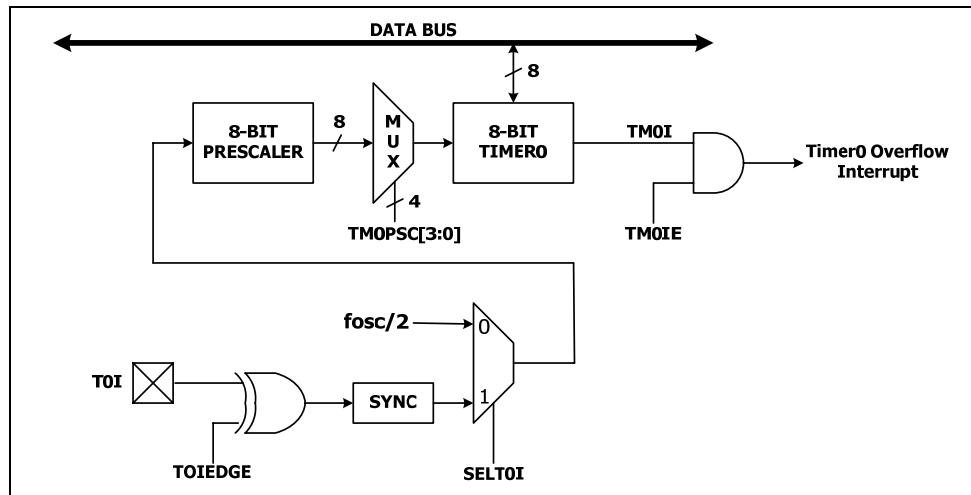 DATA BUS
8
8-BIT
PRESCALER
8
M
U
X
8-BIT
TIMER0
TM0I
Timer0 Overflow
Interrupt
4
TM0PSC[3:0]
TM0IE
fosc/2
0
T0I
SYNC
1
TOIEDGE
SELT0I